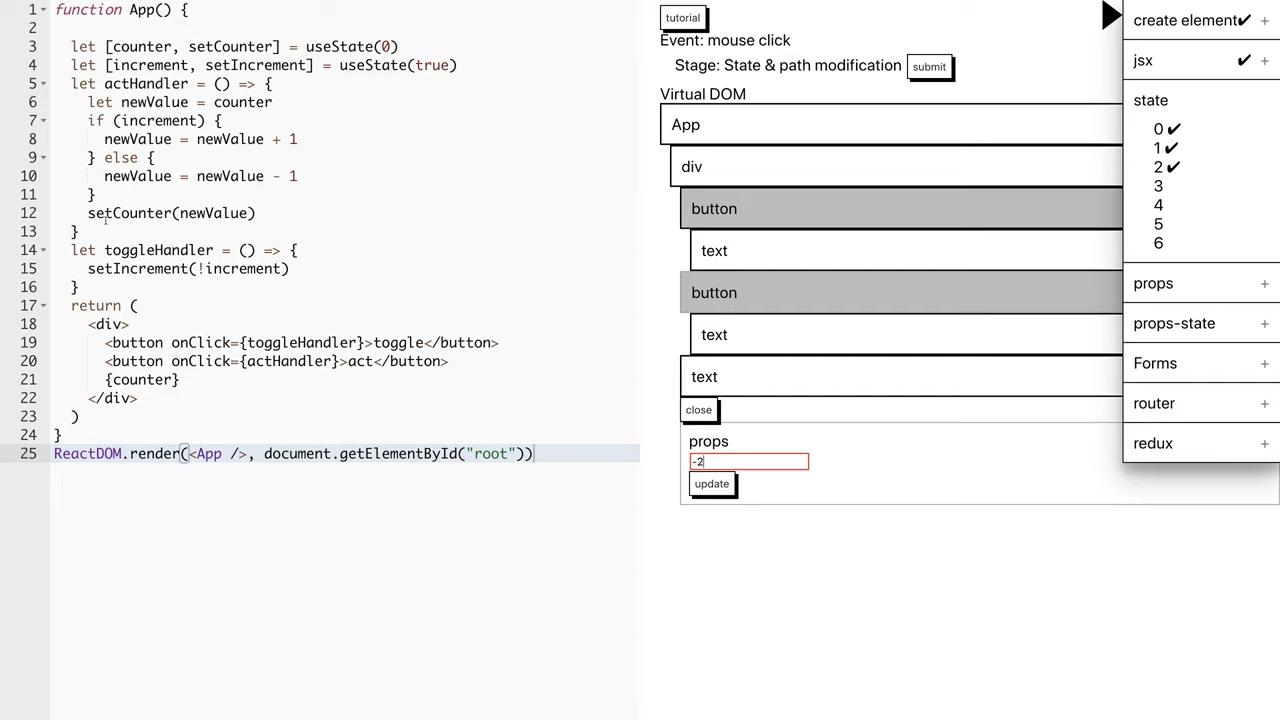 1 function App() {
2
3 let [counter, setCounter] = useState(0)
4 let [increment, setIncrement] = useState(true)
5 let actHandler = () => {
6 let newValue = counter
7 if (increment) {
8 newValue = newValue + 1
9 } else {
10 newValue = newValue - 1
11 }
12 setCounter(newValue)
13 }
14 let toggleHandler = () => {
15 setIncrement(!increment)
16 }
17 return (
18 <div>
19 <button onClick={toggleHandler}>toggle</button>
20 <button onClick={actHandler}>act</button>
21 {counter}
22 </div>
23 )
24 }
25 ReactDOM.render(<App />, document.getElementById("root"))
tutorial
Event: mouse click
Stage: State & path modification submit
Virtual DOM
App
div
button
text
button
text
text
close
props
-2
update
create element✔ +
jsx ✔ +
state
0 ✔
1 ✔
2 ✔
3
4
5
6
props +
props-state +
Forms +
router +
redux +